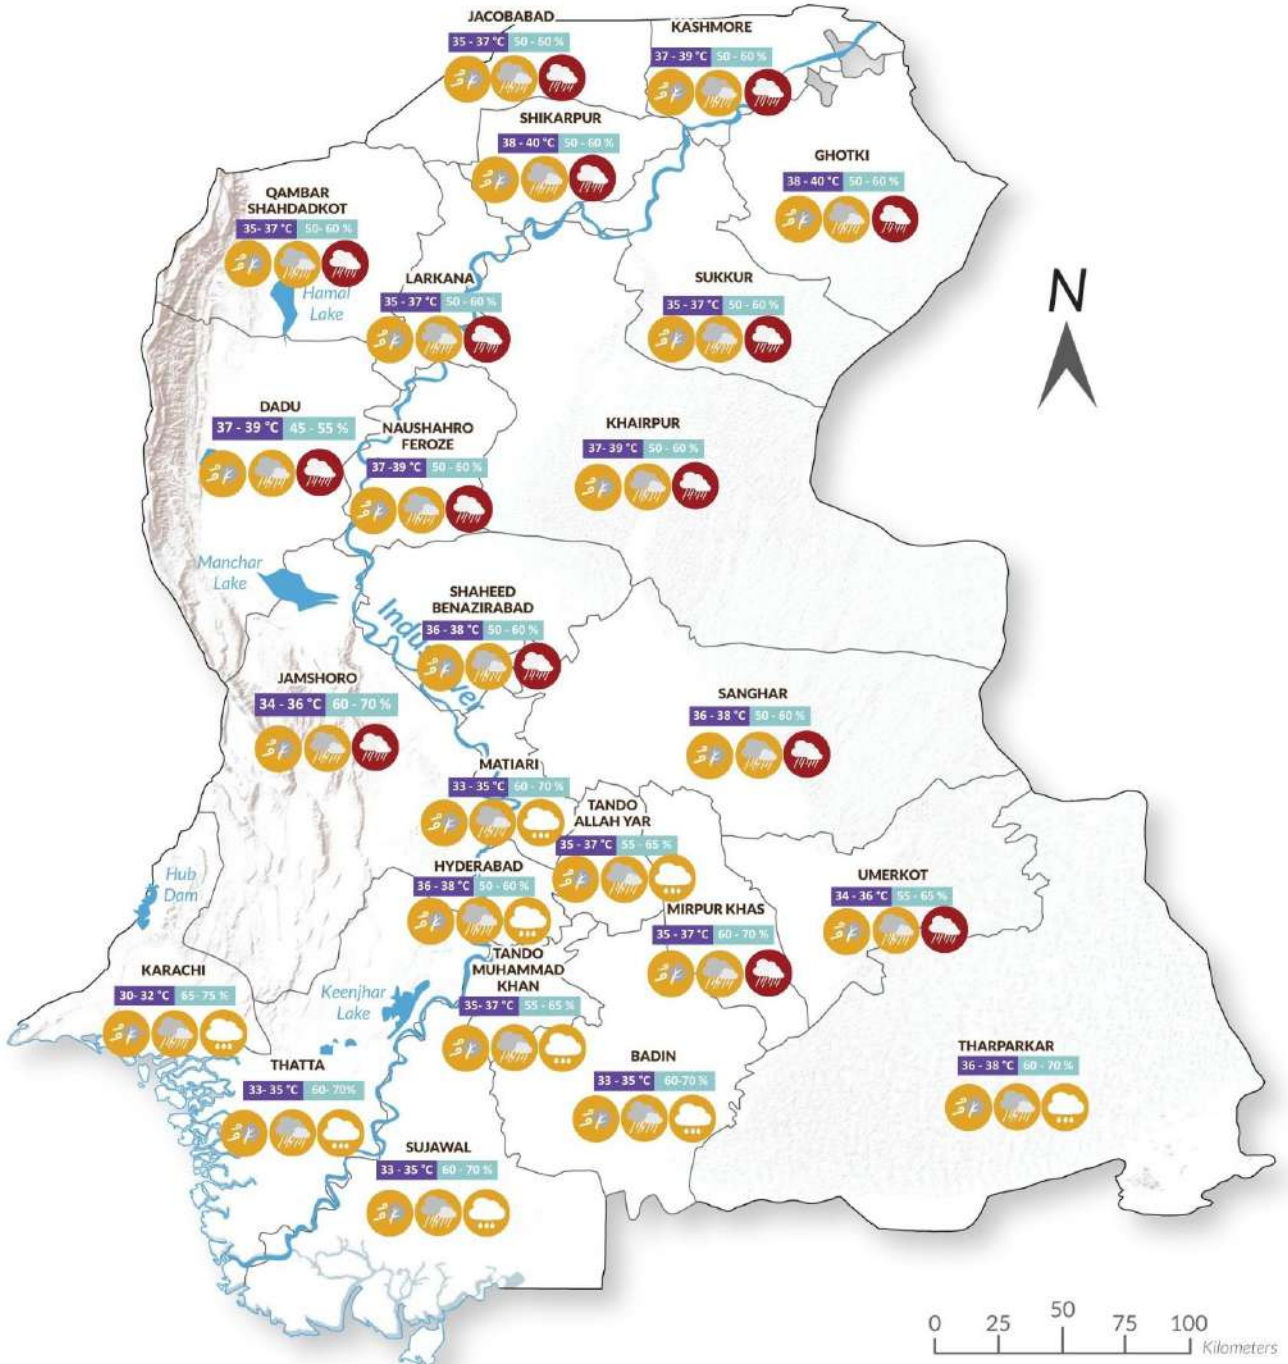 JACOBABAD
35 - 37 °C 50 - 60 %
KASHMORE
37 - 39 °C 50 - 60 %
SHIKARPUR
38 - 40 °C 50 - 60 %
GHOTKI
38 - 40 °C 50 - 60 %
QAMBAR
SHAHDADKOT
35- 37 °C 50- 60 %
Hamal
Lake
LARKANA
35 - 37 °C 50 - 60 %
SUKKUR
35 - 37 °C 50 - 60 %
N
DADU
37 - 39 °C 45 - 55 %
NAUSHAHRO
FEROZE
37 -39 °C 50 - 60 %
KHAIRPUR
37- 39 °C 50 - 60 %
Manchar
Lake
SHAHEED
BENAZIRABAD
36 - 38 °C 50 - 60 %
Indus River
JAMSHORO
34 - 36 °C 60 - 70 %
SANGHAR
36 - 38 °C 50 - 60 %
MATIARI
33 - 35 °C 60 - 70 %
TANDO
ALLAH YAR
35 - 37 °C 55 - 65 %
HYDERABAD
36 - 38 °C 50 - 60 %
Hub
Dam
UMERKOT
34 - 36 °C 55 - 65 %
MIRPUR KHAS
35 - 37 °C 60 - 70 %
KARACHI
30- 32 °C 65- 75 %
Keenjhar
Lake
TANDO
MUHAMMAD
KHAN
35- 37 °C 55 - 65 %
THATTA
33- 35 °C 60- 70%
BADIN
33 - 35 °C 60-70 %
THARPARKAR
36 - 38 °C 60 - 70 %
SUJAWAL
33 - 35 °C 60 - 70 %
0 25 50 75 100
Kilometers